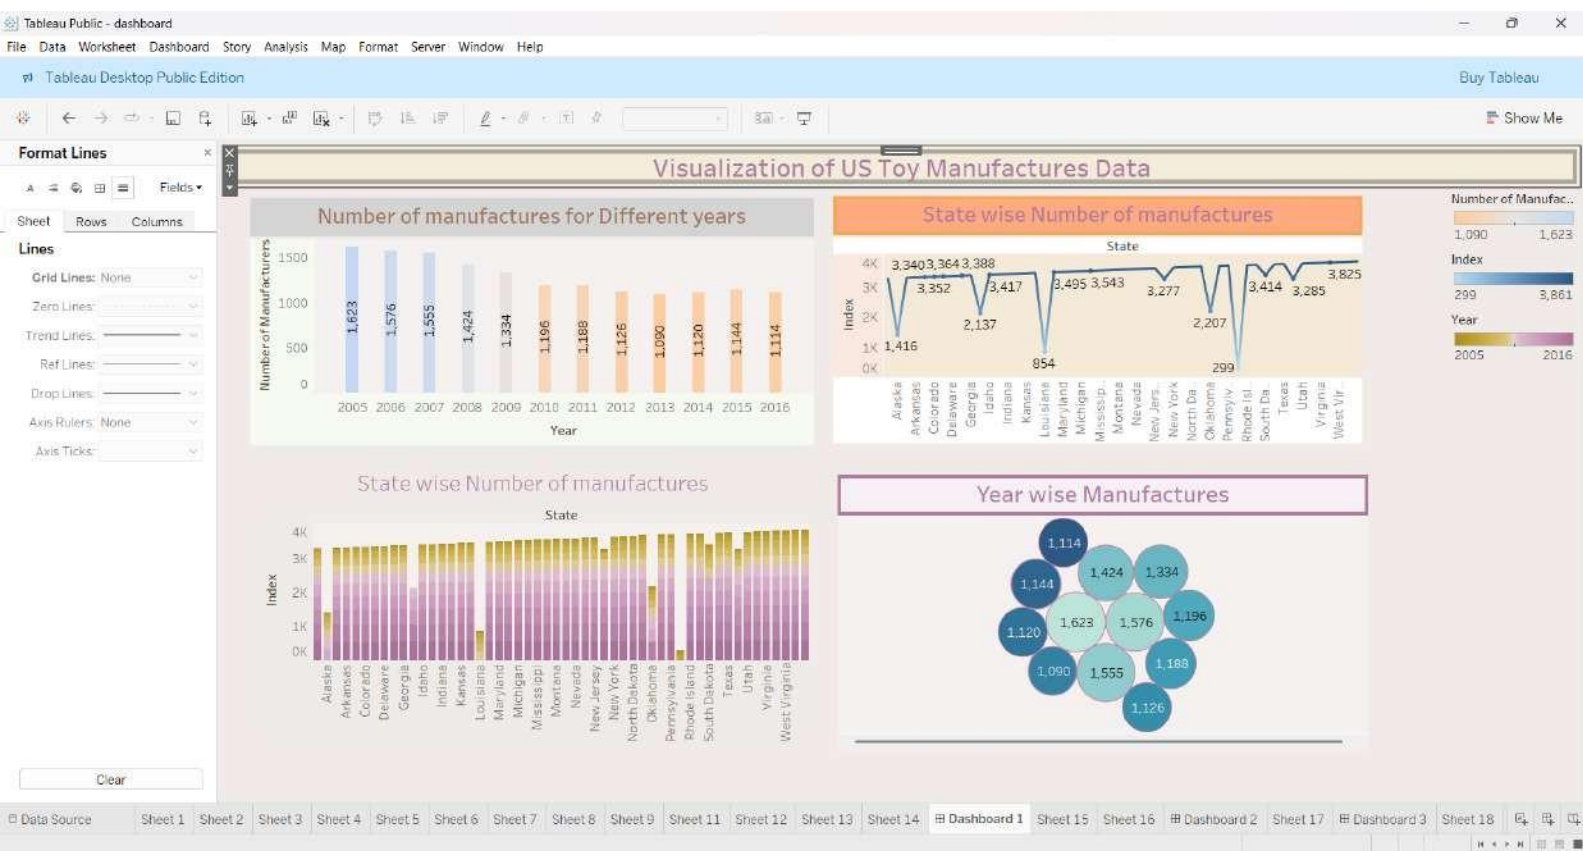 Tableau Public - dashboard
File Data Worksheet Dashboard Story Analysis Map Format Server Window Help
Tableau Desktop Public Edition
Buy Tableau
Show Me
Format Lines
Fields
Sheet Rows Columns
Lines
Grid Lines: None
Zero Lines:
Trend Lines:
Ref Lines:
Drop Lines:
Axis Rulers: None
Axis Ticks:
Clear
Visualization of US Toy Manufactures Data
Number of manufactures for Different years
Number of Manufacturers
1500
1000
500
0
1,623 1,576 1,555 1,424 1,334 1,196 1,188 1,126 1,090 1,120 1,144 1,114
2005 2006 2007 2008 2009 2010 2011 2012 2013 2014 2015 2016
Year
State wise Number of manufactures
State
Index
4K
3K
2K
1K
0K
3,340 3,364 3,388
3,352
3,417
3,495 3,543
3,277
3,414
3,285
3,825
2,137
2,207
1,416
854
299
Alaska
Arkansas
Colorado
Delaware
Georgia
Idaho
Indiana
Kansas
Louisiana
Maryland
Michigan
Mississip..
Montana
Nevada
New Jers..
New York
North Da..
Oklahoma
Pennsylv..
Rhode Isl..
South Da..
Texas
Utah
Virginia
West Vir..
Number of Manufac..
1,090 1,623
Index
299 3,861
Year
2005 2016
State wise Number of manufactures
State
Index
4K
3K
2K
1K
0K
Alaska
Arkansas
Colorado
Delaware
Georgia
Idaho
Indiana
Kansas
Louisiana
Maryland
Michigan
Mississippi
Montana
Nevada
New Jersey
New York
North Dakota
Oklahoma
Pennsylvania
Rhode Island
South Dakota
Texas
Utah
Virginia
West Virginia
Year wise Manufactures
1,114
1,424 1,334
1,144
1,623 1,576 1,196
1,120
1,090 1,555 1,188
1,126
Data Source Sheet 1 Sheet 2 Sheet 3 Sheet 4 Sheet 5 Sheet 6 Sheet 7 Sheet 8 Sheet 9 Sheet 11 Sheet 12 Sheet 13 Sheet 14 Dashboard 1 Sheet 15 Sheet 16 Dashboard 2 Sheet 17 Dashboard 3 Sheet 18